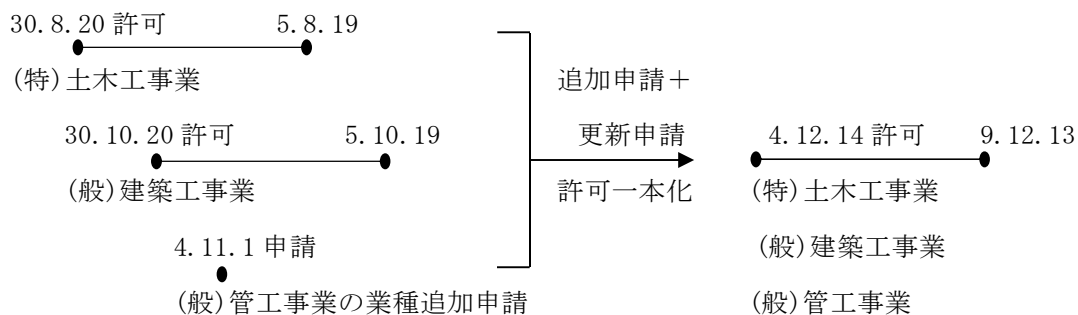 30.8.20 許可 5.8.19
(特)土木工事業
30.10.20 許可 5.10.19
(般)建築工事業
4.11.1 申請
(般)管工事業の業種追加申請
追加申請＋
更新申請
許可一本化
4.12.14 許可 9.12.13
(特)土木工事業
(般)建築工事業
(般)管工事業